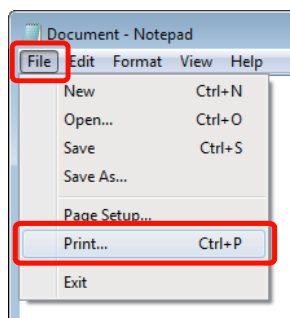 Document - Notepad
File Edit Format View Help
New Ctrl+N
Open... Ctrl+O
Save Ctrl+S
Save As...
Page Setup...
Print... Ctrl+P
Exit